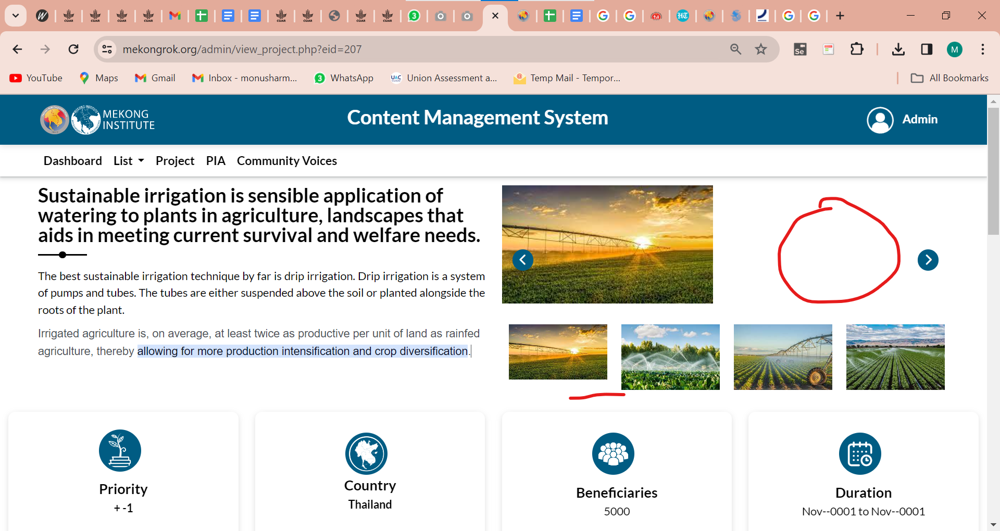 mekongrok.org/admin/view_project.php?eid=207
YouTube Maps Gmail Inbox - monusharm... WhatsApp Union Assessment a... Temp Mail - Tempor... All Bookmarks
MEKONG
INSTITUTE
Content Management System
Admin
Dashboard List Project PIA Community Voices
Sustainable irrigation is sensible application of
watering to plants in agriculture, landscapes that
aids in meeting current survival and welfare needs.
The best sustainable irrigation technique by far is drip irrigation. Drip irrigation is a system
of pumps and tubes. The tubes are either suspended above the soil or planted alongside the
roots of the plant.
Irrigated agriculture is, on average, at least twice as productive per unit of land as rainfed
agriculture, thereby allowing for more production intensification and crop diversification.
Priority
+ -1
Country
Thailand
Beneficiaries
5000
Duration
Nov--0001 to Nov--0001